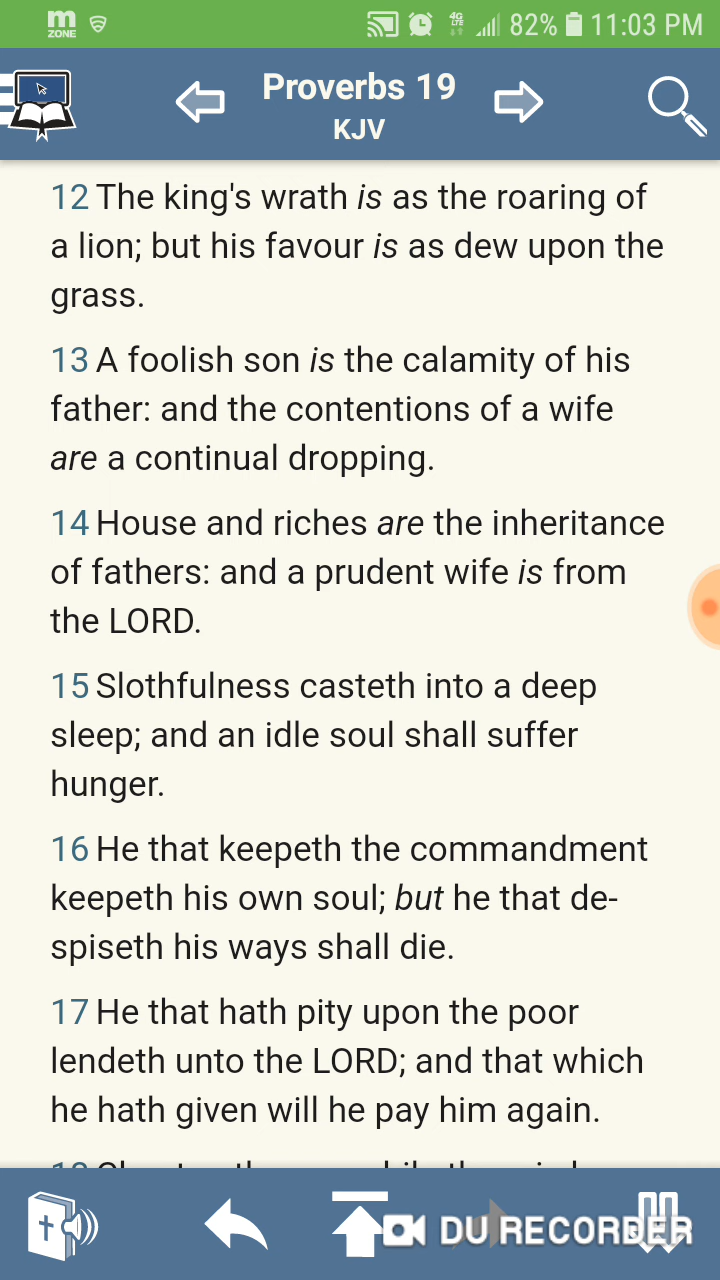 m
ZONE
4G
LTE
82%
11:03 PM
Proverbs 19
KJV
12 The king's wrath is as the roaring of
a lion; but his favour is as dew upon the
grass.
13 A foolish son is the calamity of his
father: and the contentions of a wife
are a continual dropping.
14 House and riches are the inheritance
of fathers: and a prudent wife is from
the LORD.
15 Slothfulness casteth into a deep
sleep; and an idle soul shall suffer
hunger.
16 He that keepeth the commandment
keepeth his own soul; but he that de-
spiseth his ways shall die.
17 He that hath pity upon the poor
lendeth unto the LORD; and that which
he hath given will he pay him again.
DU RECORDER